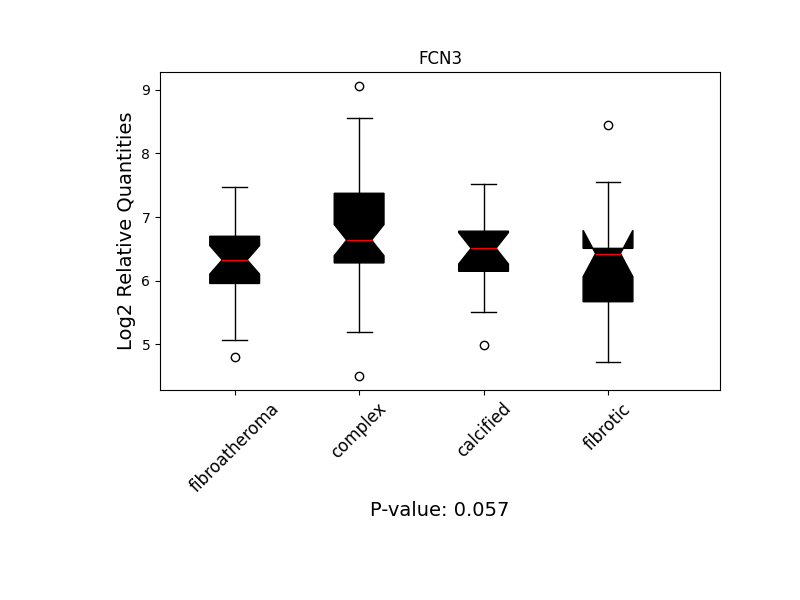 FCN3
Log2 Relative Quantities
9
8
7
6
5
fibroatheroma
complex
calcified
fibrotic
P-value: 0.057